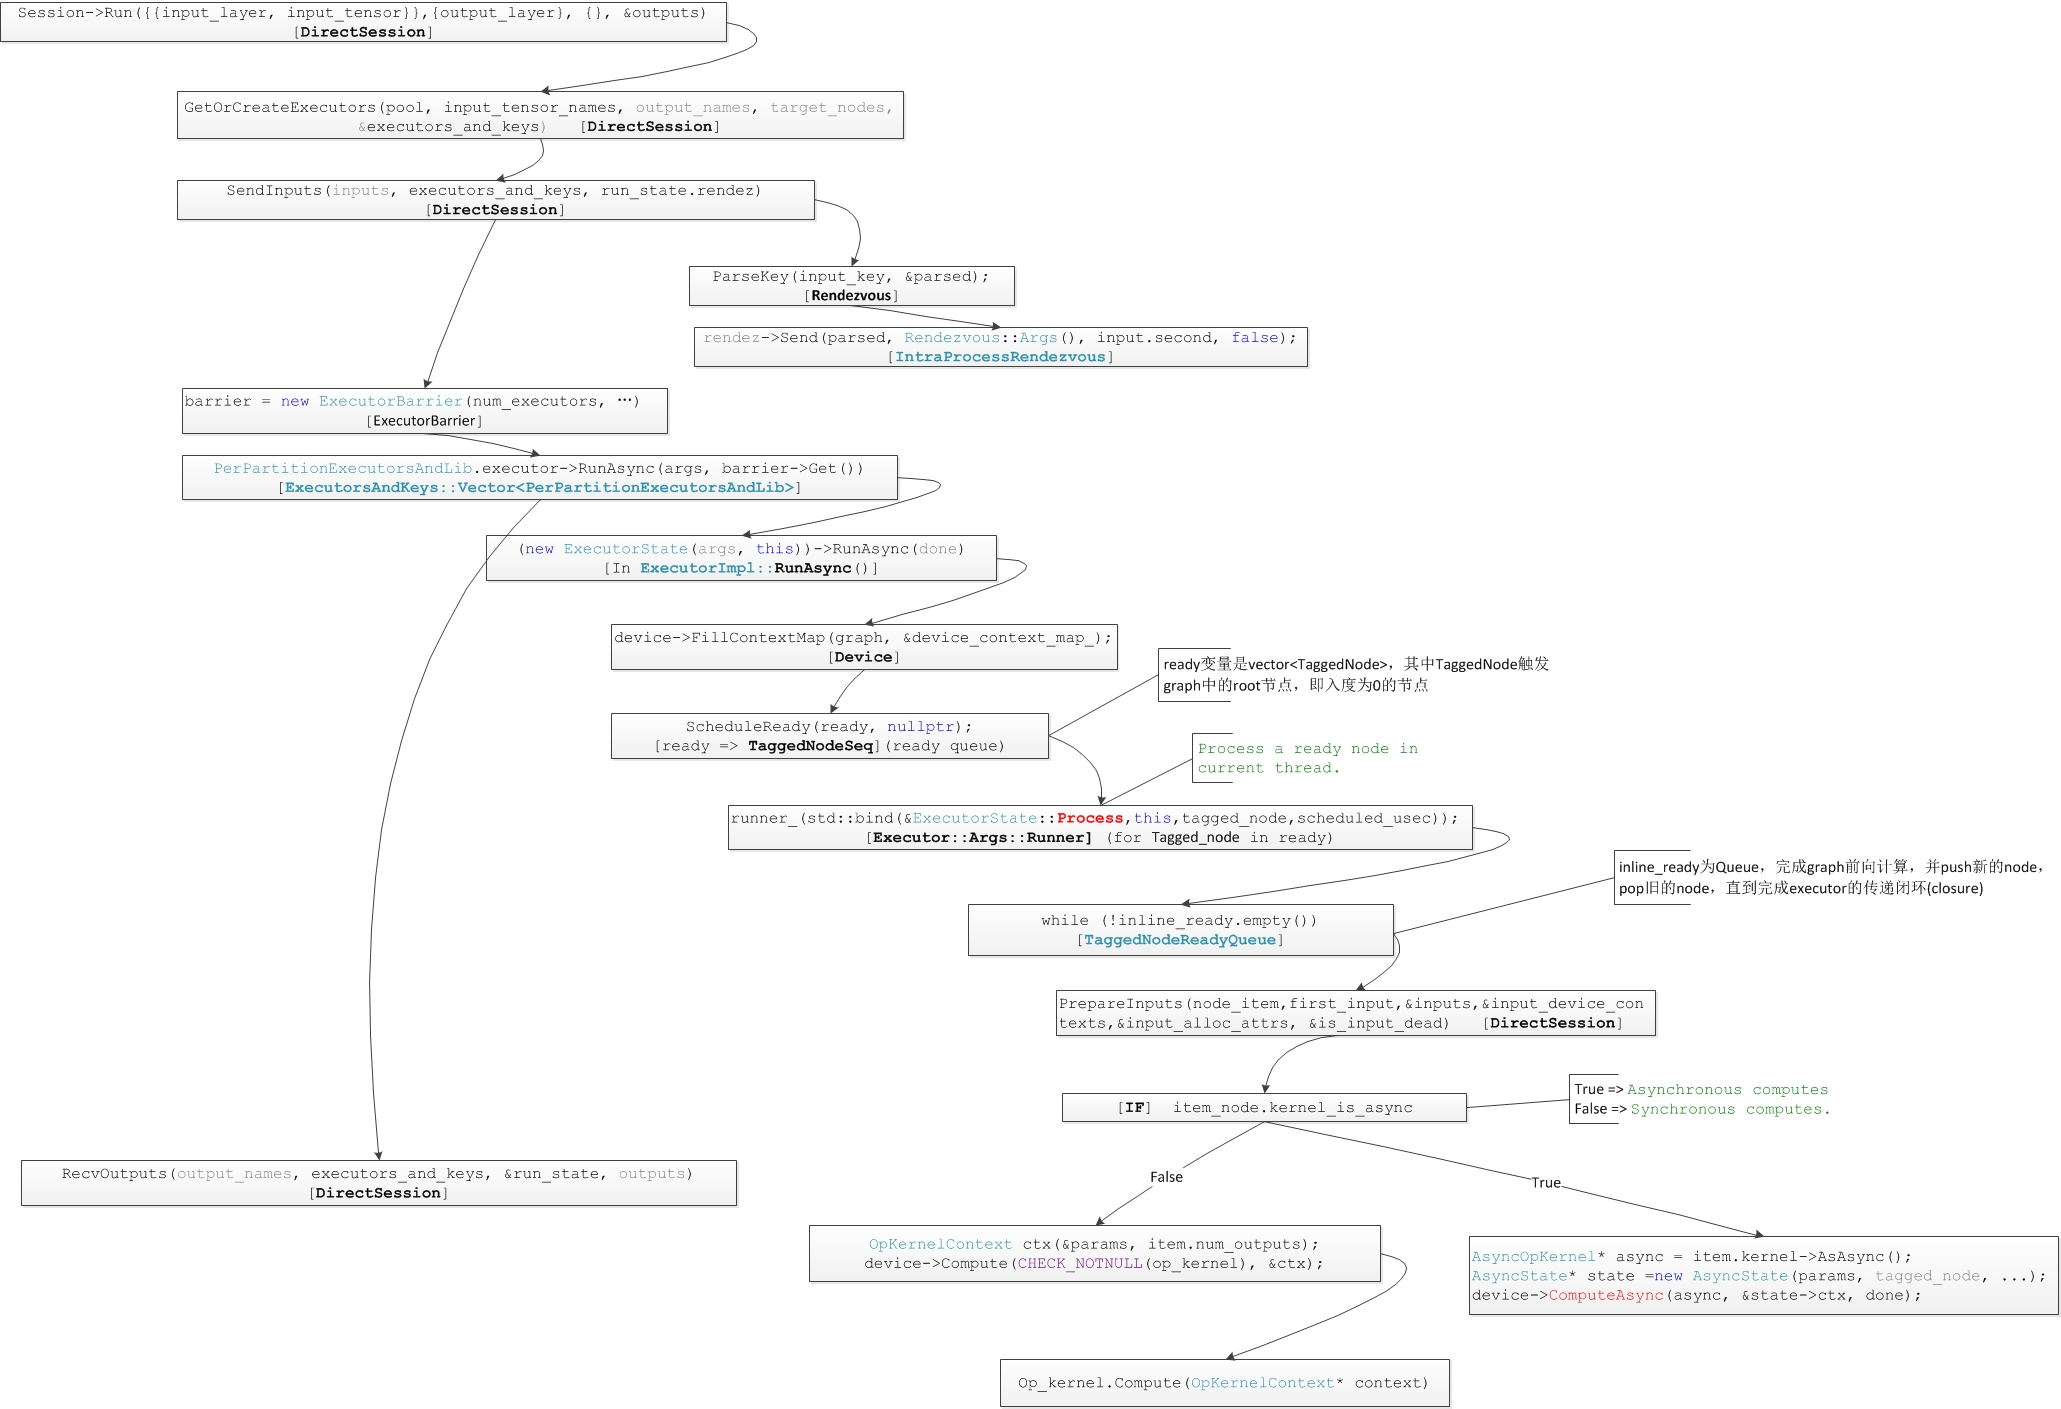 Session->Run({{input_layer, input_tensor}},{output_layer}, {}, &outputs)
[DirectSession]
GetOrCreateExecutors(pool, input_tensor_names, output_names, target_nodes,
&executors_and_keys) [DirectSession]
SendInputs(inputs, executors_and_keys, run_state.rendez)
[DirectSession]
ParseKey(input_key, &parsed);
[Rendezvous]
rendez->Send(parsed, Rendezvous::Args(), input.second, false);
[IntraProcessRendezvous]
barrier = new ExecutorBarrier(num_executors, …)
[ExecutorBarrier]
PerPartitionExecutorsAndLib.executor->RunAsync(args, barrier->Get())
[ExecutorsAndKeys::Vector<PerPartitionExecutorsAndLib>]
(new ExecutorState(args, this))->RunAsync(done)
[In ExecutorImpl::RunAsync()]
device->FillContextMap(graph, &device_context_map_);
[Device]
ready变量是vector<TaggedNode>，其中TaggedNode触发
graph中的root节点，即入度为0的节点
ScheduleReady(ready, nullptr);
[ready => TaggedNodeSeq](ready queue)
Process a ready node in
current thread.
runner_(std::bind(&ExecutorState::Process,this,tagged_node,scheduled_usec));
[Executor::Args::Runner] (for Tagged_node in ready)
inline_ready为Queue，完成graph前向计算，并push新的node，
pop旧的node，直到完成executor的传递闭环(closure)
while (!inline_ready.empty())
[TaggedNodeReadyQueue]
PrepareInputs(node_item,first_input,&inputs,&input_device_con
texts,&input_alloc_attrs, &is_input_dead) [DirectSession]
[IF] item_node.kernel_is_async
True => Asynchronous computes
False => Synchronous computes.
RecvOutputs(output_names, executors_and_keys, &run_state, outputs)
[DirectSession]
False
True
OpKernelContext ctx(&params, item.num_outputs);
device->Compute(CHECK_NOTNULL(op_kernel), &ctx);
AsyncOpKernel* async = item.kernel->AsAsync();
AsyncState* state =new AsyncState(params, tagged_node, ...);
device->ComputeAsync(async, &state->ctx, done);
Op_kernel.Compute(OpKernelContext* context)